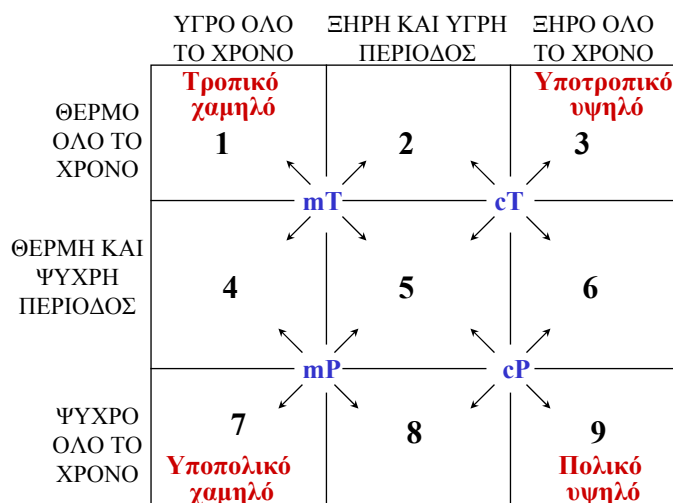 ΥΓΡΟ ΟΛΟ
ΤΟ ΧΡΟΝΟ
ΞΗΡΗ ΚΑΙ ΥΓΡΗ
ΠΕΡΙΟΔΟΣ
ΞΗΡΟ ΟΛΟ
ΤΟ ΧΡΟΝΟ
ΘΕΡΜΟ
ΟΛΟ ΤΟ
ΧΡΟΝΟ
Τροπικό
χαμηλό
1
2
Υποτροπικό
υψηλό
3
mT
cT
ΘΕΡΜΗ ΚΑΙ
ΨΥΧΡΗ
ΠΕΡΙΟΔΟΣ
4
5
6
mP
cP
ΨΥΧΡΟ
ΟΛΟ ΤΟ
ΧΡΟΝΟ
7
Υποπολικό
χαμηλό
8
9
Πολικό
υψηλό